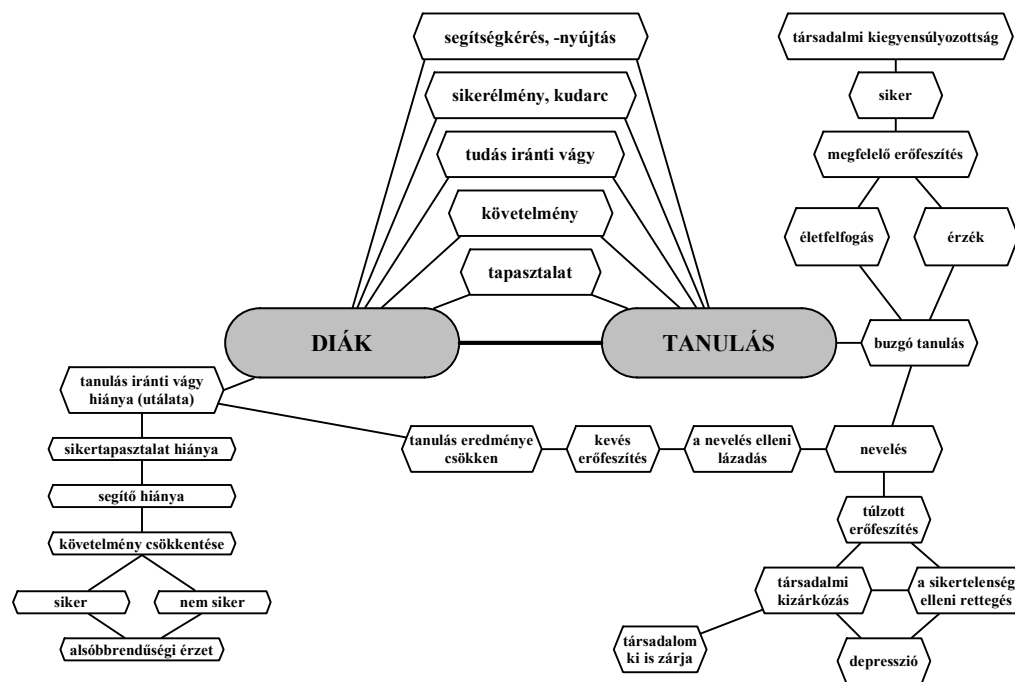 segítségkérés, -nyújtás
sikerélmény, kudarc
tudás iránti vágy
követelmény
tapasztalat
DIÁK
TANULÁS
társadalmi kiegyensúlyozottság
siker
megfelelő erőfeszítés
életfelfogás
érzék
buzgó tanulás
tanulás iránti vágy
hiánya (utálata)
sikertapasztalat hiánya
segítő hiánya
követelmény csökkentése
siker
nem siker
alsóbbrendűségi érzet
tanulás eredménye
csökken
kevés
erőfeszítés
a nevelés elleni
lázadás
nevelés
túlzott
erőfeszítés
társadalmi
kizárkózás
a sikertelenség
elleni rettegés
társadalom
ki is zárja
depresszió